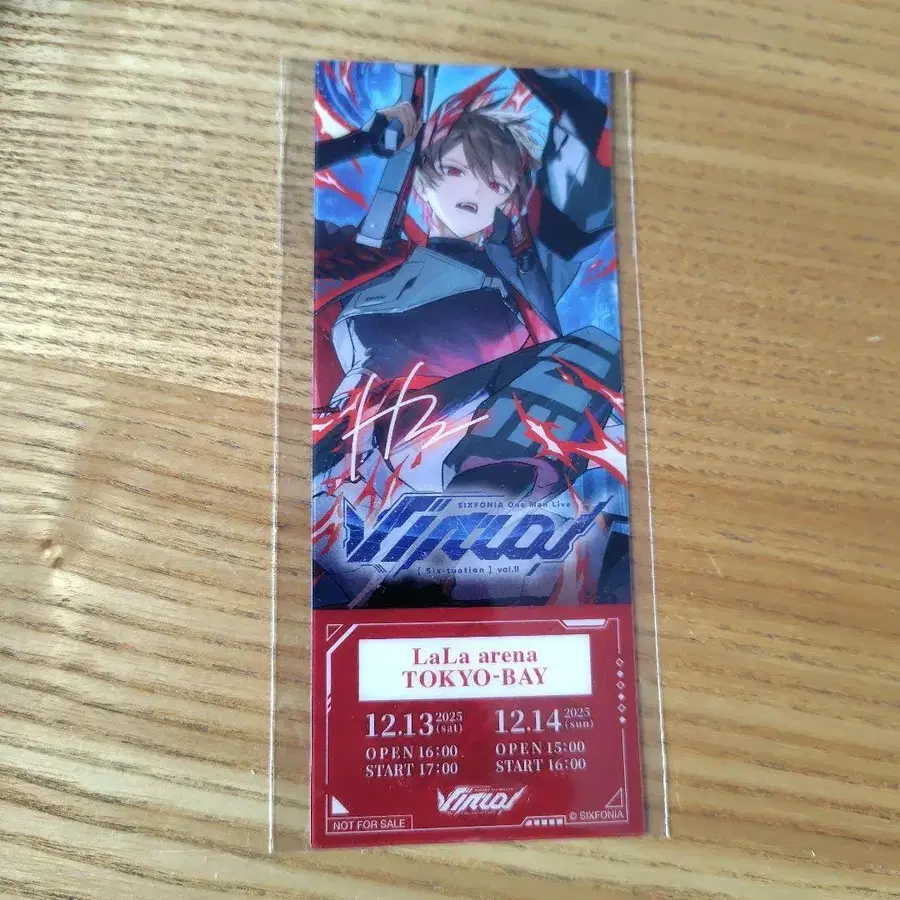 SIXFONIA One Man Live
[ Six-tuation ] vol.II
LaLa arena
TOKYO-BAY
12.13 2025 (sat)
OPEN 16:00
START 17:00
12.14 2025 (sun)
OPEN 15:00
START 16:00
NOT FOR SALE
© SIXFONIA